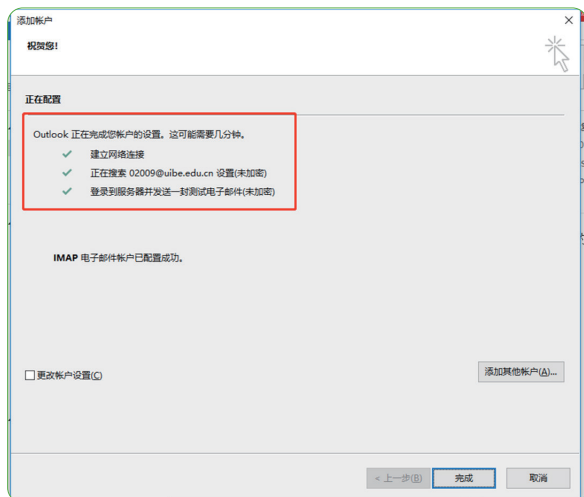 添加帐户
祝贺您!
正在配置
Outlook 正在完成您帐户的设置。这可能需要几分钟。
建立网络连接
正在搜索 02009@uibe.edu.cn 设置(未加密)
登录到服务器并发送一封测试电子邮件(未加密)
IMAP 电子邮件帐户已配置成功。
更改帐户设置(C)
添加其他帐户(A)...
< 上一步(B)
完成
取消